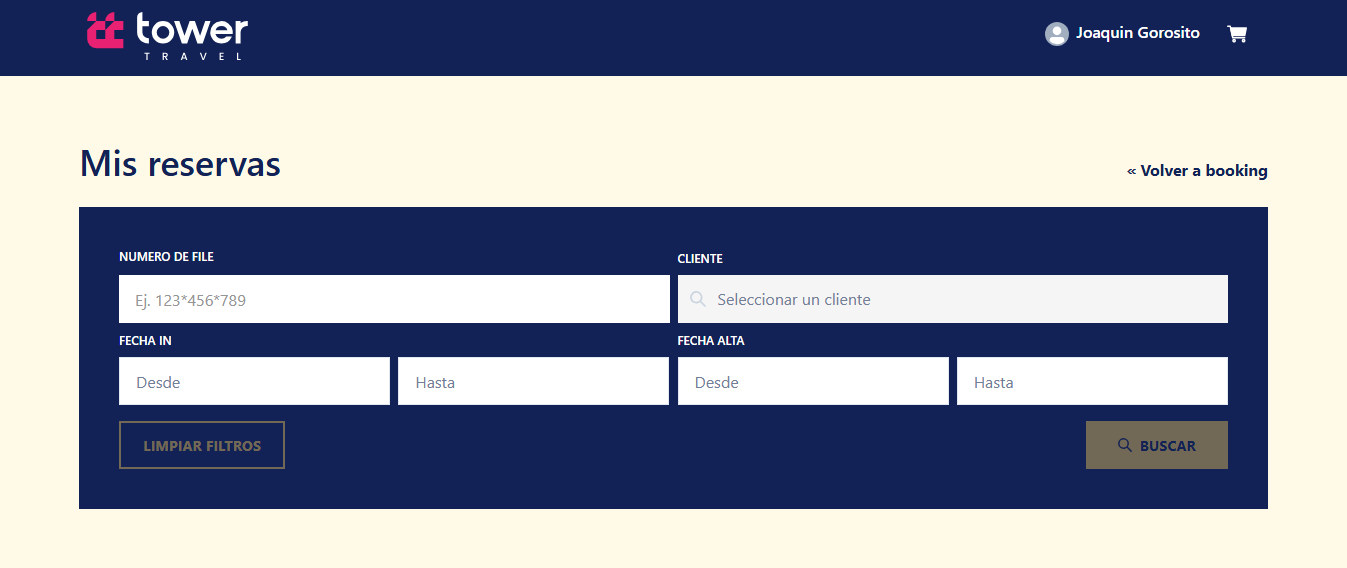 tower
TRAVEL
Joaquin Gorosito
Mis reservas
« Volver a booking
NUMERO DE FILE
CLIENTE
Ej. 123*456*789
Seleccionar un cliente
FECHA IN
FECHA ALTA
Desde
Hasta
Desde
Hasta
LIMPIAR FILTROS
BUSCAR